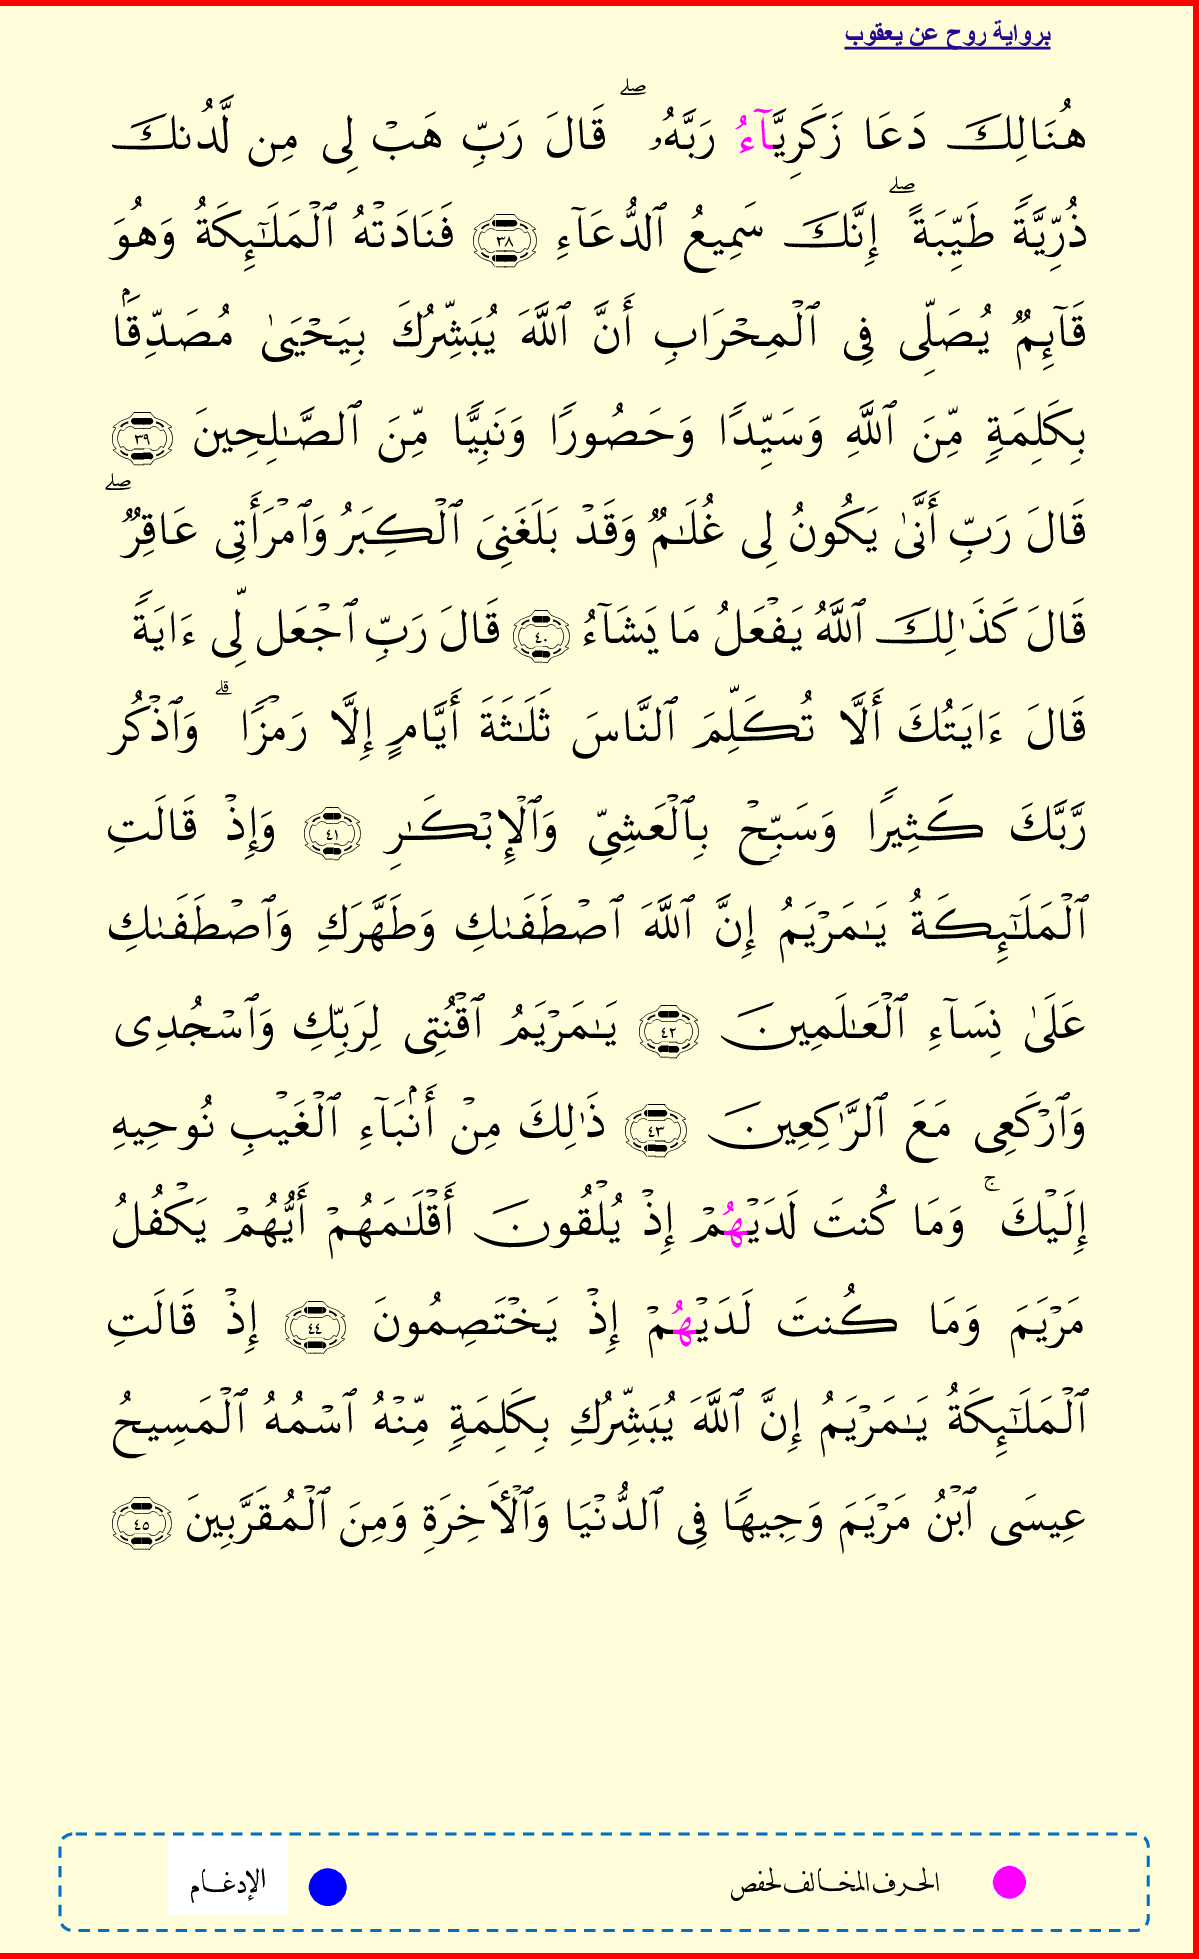 برواية روح عن يعقوب
هُنَالِكَ دَعَا زَكَرِيَّآءُ رَبَّهُۥ ۖ قَالَ رَبِّ هَبْ لِى مِن لَّدُنكَ
ذُرِّيَّةً طَيِّبَةً ۖ إِنَّكَ سَمِيعُ ٱلدُّعَآءِ ٣٨ فَنَادَتْهُ ٱلْمَلَـٰٓئِكَةُ وَهُوَ
قَآئِمٌ يُصَلِّى فِى ٱلْمِحْرَابِ أَنَّ ٱللَّهَ يُبَشِّرُكَ بِيَحْيَىٰ مُصَدِّقًۢا
بِكَلِمَةٍ مِّنَ ٱللَّهِ وَسَيِّدًا وَحَصُورًا وَنَبِيًّا مِّنَ ٱلصَّـٰلِحِينَ ٣٩
قَالَ رَبِّ أَنَّىٰ يَكُونُ لِى غُلَـٰمٌ وَقَدْ بَلَغَنِىَ ٱلْكِبَرُ وَٱمْرَأَتِى عَاقِرٌ ۖ
قَالَ كَذَٰلِكَ ٱللَّهُ يَفْعَلُ مَا يَشَآءُ ٤٠ قَالَ رَبِّ ٱجْعَل لِّى ءَايَةً
قَالَ ءَايَتُكَ أَلَّا تُكَلِّمَ ٱلنَّاسَ ثَلَـٰثَةَ أَيَّامٍ إِلَّا رَمْزًا ۗ وَٱذْكُر
رَّبَّكَ كَثِيرًا وَسَبِّحْ بِٱلْعَشِىِّ وَٱلْإِبْكَـٰرِ ٤١ وَإِذْ قَالَتِ
ٱلْمَلَـٰٓئِكَةُ يَـٰمَرْيَمُ إِنَّ ٱللَّهَ ٱصْطَفَىٰكِ وَطَهَّرَكِ وَٱصْطَفَىٰكِ
عَلَىٰ نِسَآءِ ٱلْعَـٰلَمِينَ ٤٢ يَـٰمَرْيَمُ ٱقْنُتِى لِرَبِّكِ وَٱسْجُدِى
وَٱرْكَعِى مَعَ ٱلرَّٰكِعِينَ ٤٣ ذَٰلِكَ مِنْ أَنۢبَآءِ ٱلْغَيْبِ نُوحِيهِ
إِلَيْكَ ۚ وَمَا كُنتَ لَدَيْهُمْ إِذْ يُلْقُونَ أَقْلَـٰمَهُمْ أَيُّهُمْ يَكْفُلُ
مَرْيَمَ وَمَا كُنتَ لَدَيْهُمْ إِذْ يَخْتَصِمُونَ ٤٤ إِذْ قَالَتِ
ٱلْمَلَـٰٓئِكَةُ يَـٰمَرْيَمُ إِنَّ ٱللَّهَ يُبَشِّرُكِ بِكَلِمَةٍ مِّنْهُ ٱسْمُهُ ٱلْمَسِيحُ
عِيسَى ٱبْنُ مَرْيَمَ وَجِيهًا فِى ٱلدُّنْيَا وَٱلْأَخِرَةِ وَمِنَ ٱلْمُقَرَّبِينَ ٤٥
الحرف المخالف لحفص
الإدغام